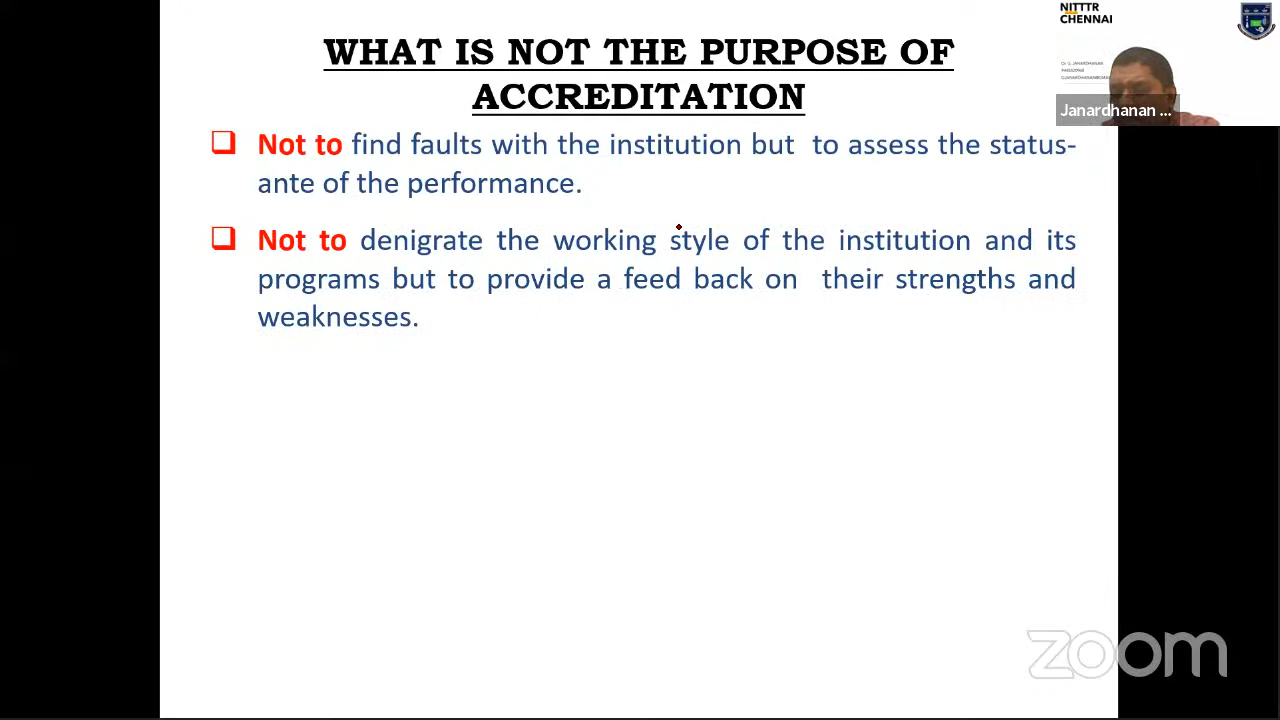 NITTTR
CHENNAI
WHAT IS NOT THE PURPOSE OF
ACCREDITATION
Janardhanan ...
Not to find faults with the institution but to assess the status-
ante of the performance.
Not to denigrate the working style of the institution and its
programs but to provide a feed back on their strengths and
weaknesses.
zoom